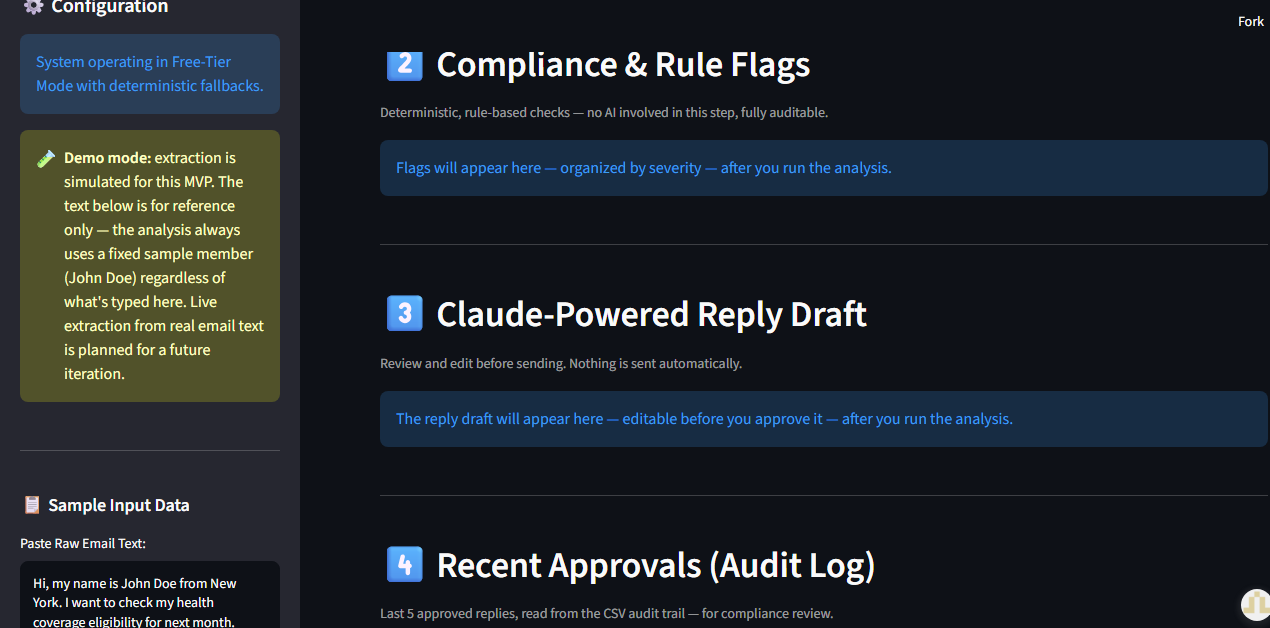 Configuration
System operating in Free-Tier
Mode with deterministic fallbacks.
Demo mode: extraction is
simulated for this MVP. The
text below is for reference
only — the analysis always
uses a fixed sample member
(John Doe) regardless of
what's typed here. Live
extraction from real email text
is planned for a future
iteration.
Sample Input Data
Paste Raw Email Text:
Hi, my name is John Doe from New
York. I want to check my health
coverage eligibility for next month.
Fork
2 Compliance & Rule Flags
Deterministic, rule-based checks — no AI involved in this step, fully auditable.
Flags will appear here — organized by severity — after you run the analysis.
3 Claude-Powered Reply Draft
Review and edit before sending. Nothing is sent automatically.
The reply draft will appear here — editable before you approve it — after you run the analysis.
4 Recent Approvals (Audit Log)
Last 5 approved replies, read from the CSV audit trail — for compliance review.